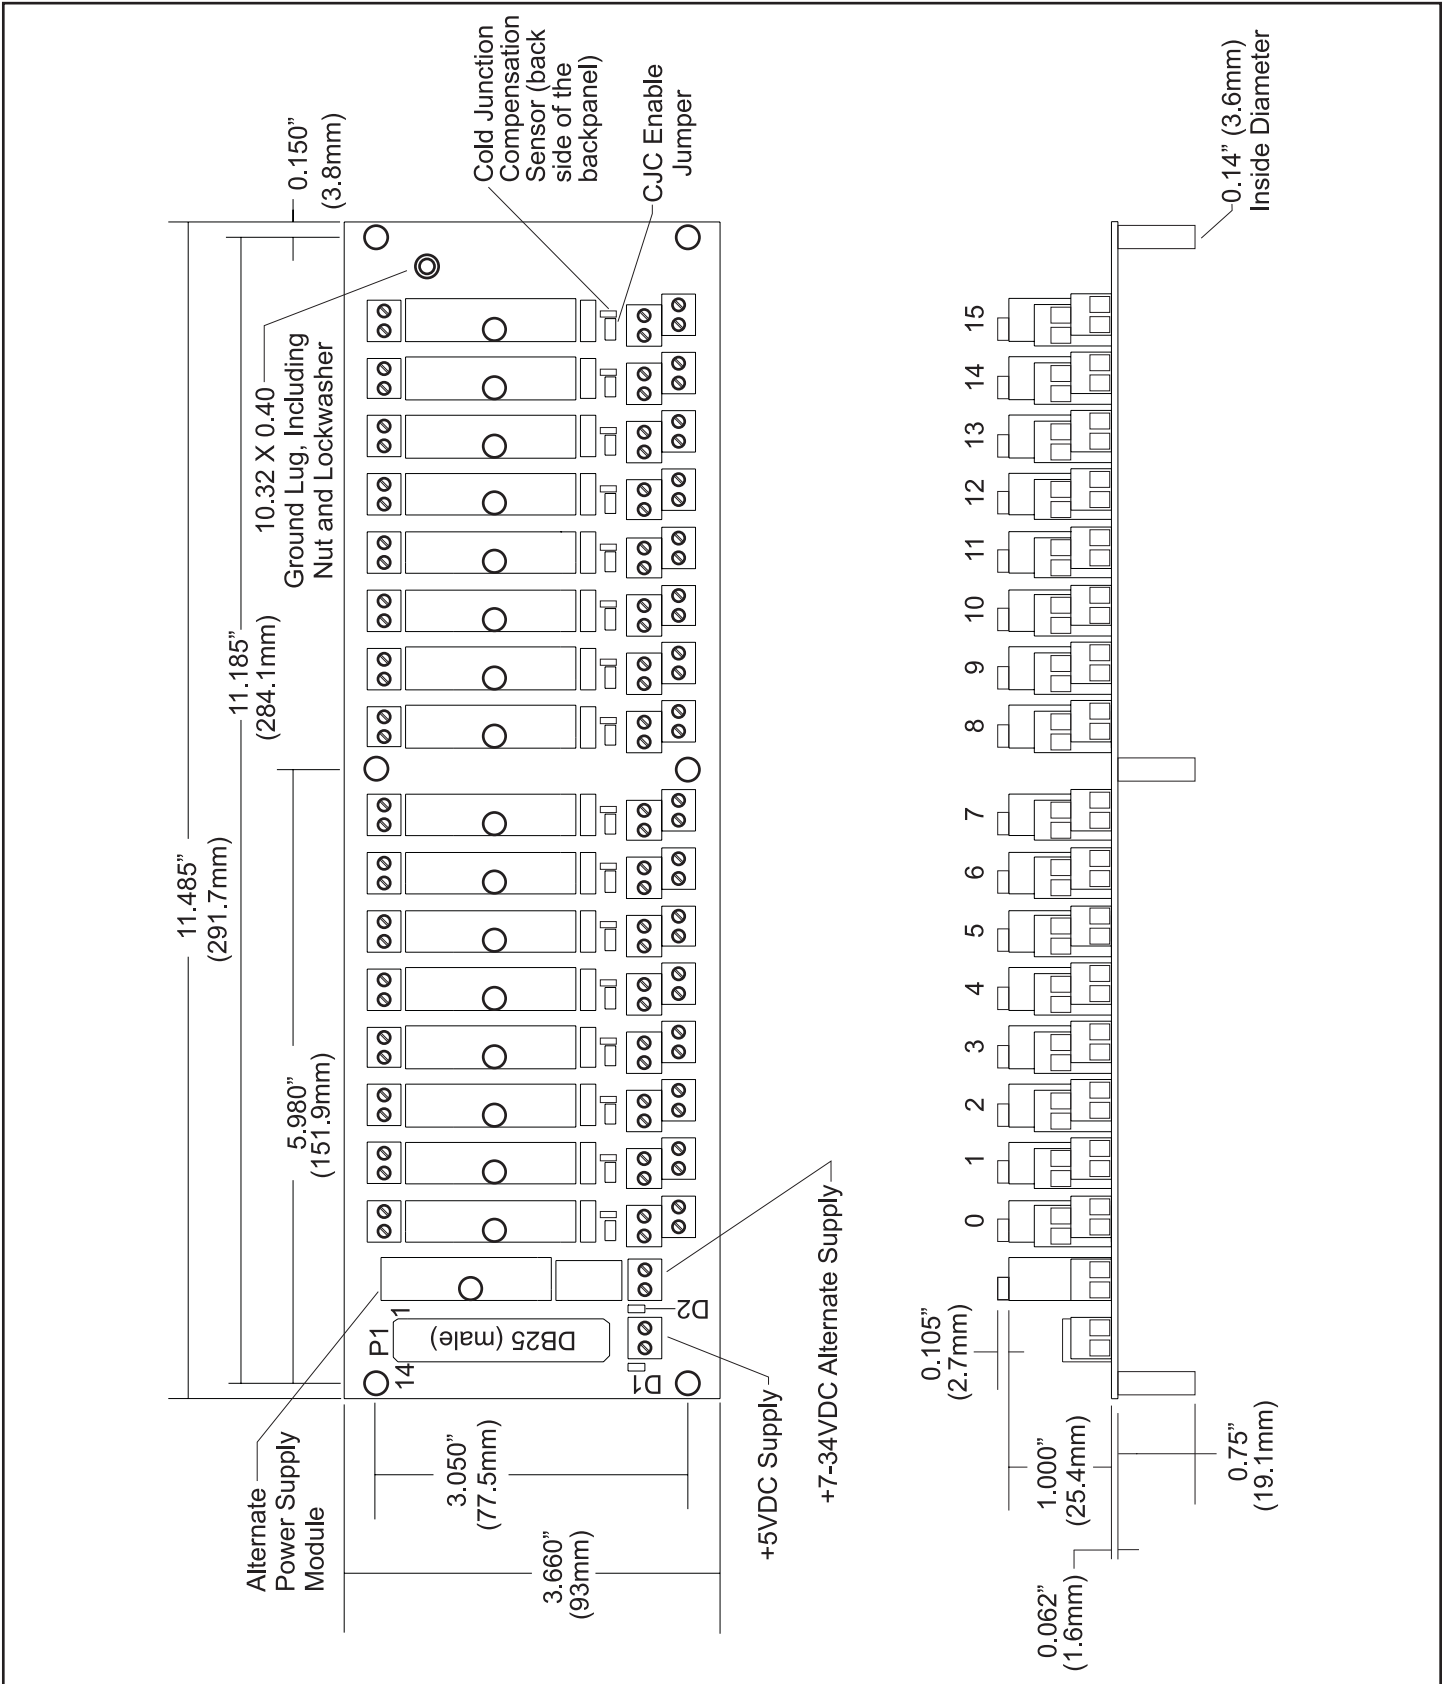 0.150”
(3.8mm)
Cold Junction
Compensation
Sensor (back
side of the
backpanel)
CJC Enable
Jumper
10.32 X 0.40
Ground Lug, Including
Nut and Lockwasher
11.185”
(284.1mm)
11.485”
(291.7mm)
5.980”
(151.9mm)
Alternate
Power Supply
Module
P1
1
14
DB25 (male)
D1
D2
3.050”
(77.5mm)
3.660”
(93mm)
+5VDC Supply
+7-34VDC Alternate Supply
0
1
2
3
4
5
6
7
8
9
10
11
12
13
14
15
0.14” (3.6mm)
Inside Diameter
0.105”
(2.7mm)
1.000”
(25.4mm)
0.062”
(1.6mm)
0.75”
(19.1mm)